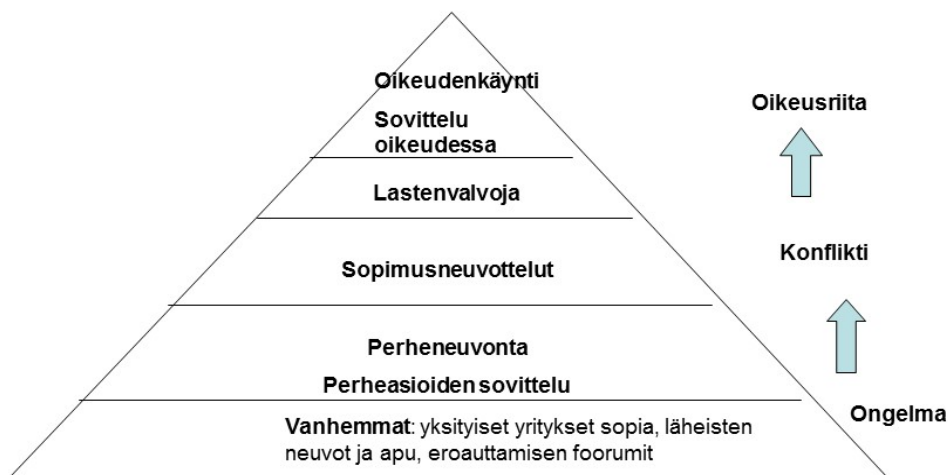 Oikeudenkäynti
Sovittelu
oikeudessa
Oikeusriita
Lastenvalvoja
Konflikti
Sopimusneuvottelut
Perheneuvonta
Perheasioiden sovittelu
Ongelma
Vanhemmat: yksityiset yritykset sopia, läheisten
neuvot ja apu, eroauttamisen foorumit